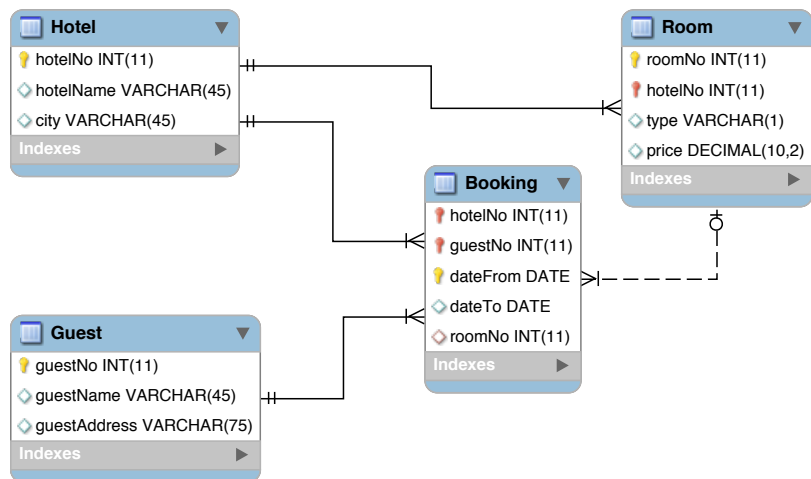 Hotel
hotelNo INT(11)
hotelName VARCHAR(45)
city VARCHAR(45)
Indexes
Room
roomNo INT(11)
hotelNo INT(11)
type VARCHAR(1)
price DECIMAL(10,2)
Indexes
Booking
hotelNo INT(11)
guestNo INT(11)
dateFrom DATE
dateTo DATE
roomNo INT(11)
Indexes
Guest
guestNo INT(11)
guestName VARCHAR(45)
guestAddress VARCHAR(75)
Indexes